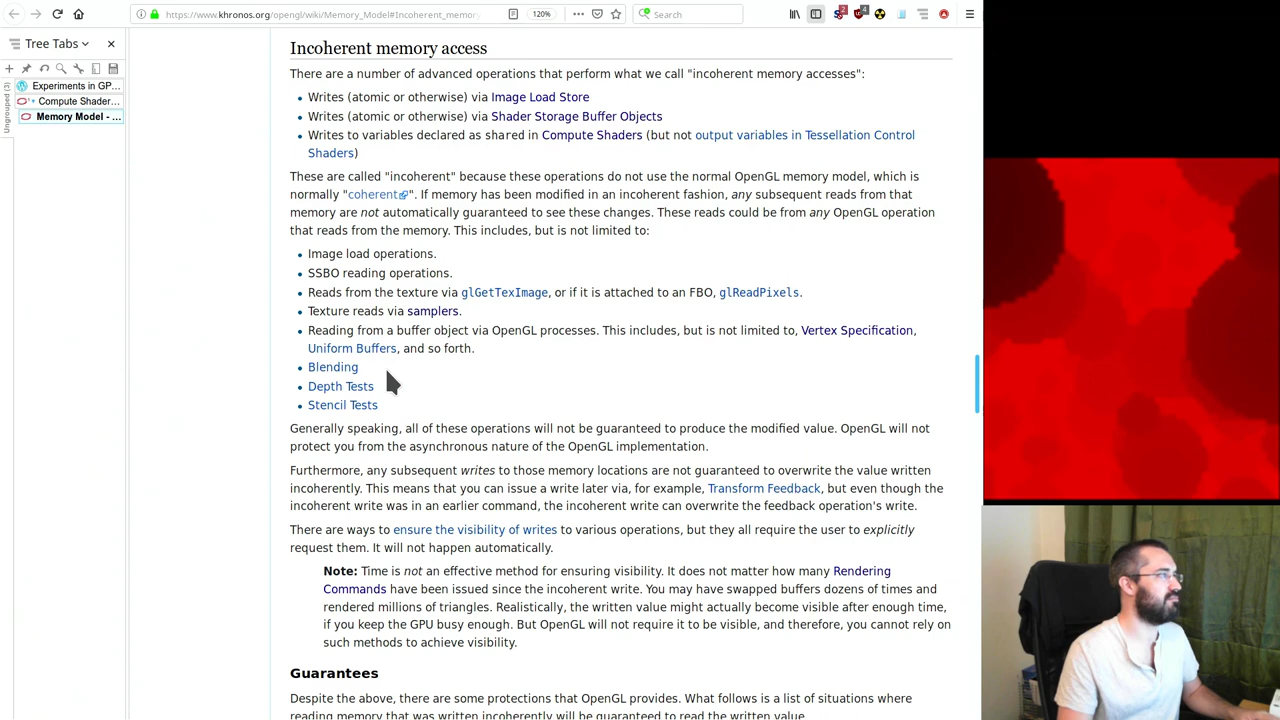 https://www.khronos.org/opengl/wiki/Memory_Model#Incoherent_memory
120%
Search
2
4
Tree Tabs
Ungrouped (3)
Experiments in GP...
Compute Shader...
Memory Model - ...
Incoherent memory access
There are a number of advanced operations that perform what we call "incoherent memory accesses":
Writes (atomic or otherwise) via Image Load Store
Writes (atomic or otherwise) via Shader Storage Buffer Objects
Writes to variables declared as shared in Compute Shaders (but not output variables in Tessellation Control
Shaders)
These are called "incoherent" because these operations do not use the normal OpenGL memory model, which is
normally "coherent". If memory has been modified in an incoherent fashion, any subsequent reads from that
memory are not automatically guaranteed to see these changes. These reads could be from any OpenGL operation
that reads from the memory. This includes, but is not limited to:
Image load operations.
SSBO reading operations.
Reads from the texture via glGetTexImage, or if it is attached to an FBO, glReadPixels.
Texture reads via samplers.
Reading from a buffer object via OpenGL processes. This includes, but is not limited to, Vertex Specification,
Uniform Buffers, and so forth.
Blending
Depth Tests
Stencil Tests
Generally speaking, all of these operations will not be guaranteed to produce the modified value. OpenGL will not
protect you from the asynchronous nature of the OpenGL implementation.
Furthermore, any subsequent writes to those memory locations are not guaranteed to overwrite the value written
incoherently. This means that you can issue a write later via, for example, Transform Feedback, but even though the
incoherent write was in an earlier command, the incoherent write can overwrite the feedback operation's write.
There are ways to ensure the visibility of writes to various operations, but they all require the user to explicitly
request them. It will not happen automatically.
Note: Time is not an effective method for ensuring visibility. It does not matter how many Rendering
Commands have been issued since the incoherent write. You may have swapped buffers dozens of times and
rendered millions of triangles. Realistically, the written value might actually become visible after enough time,
if you keep the GPU busy enough. But OpenGL will not require it to be visible, and therefore, you cannot rely on
such methods to achieve visibility.
Guarantees
Despite the above, there are some protections that OpenGL provides. What follows is a list of situations where
reading memory that was written incoherently will be guaranteed to read the written value.